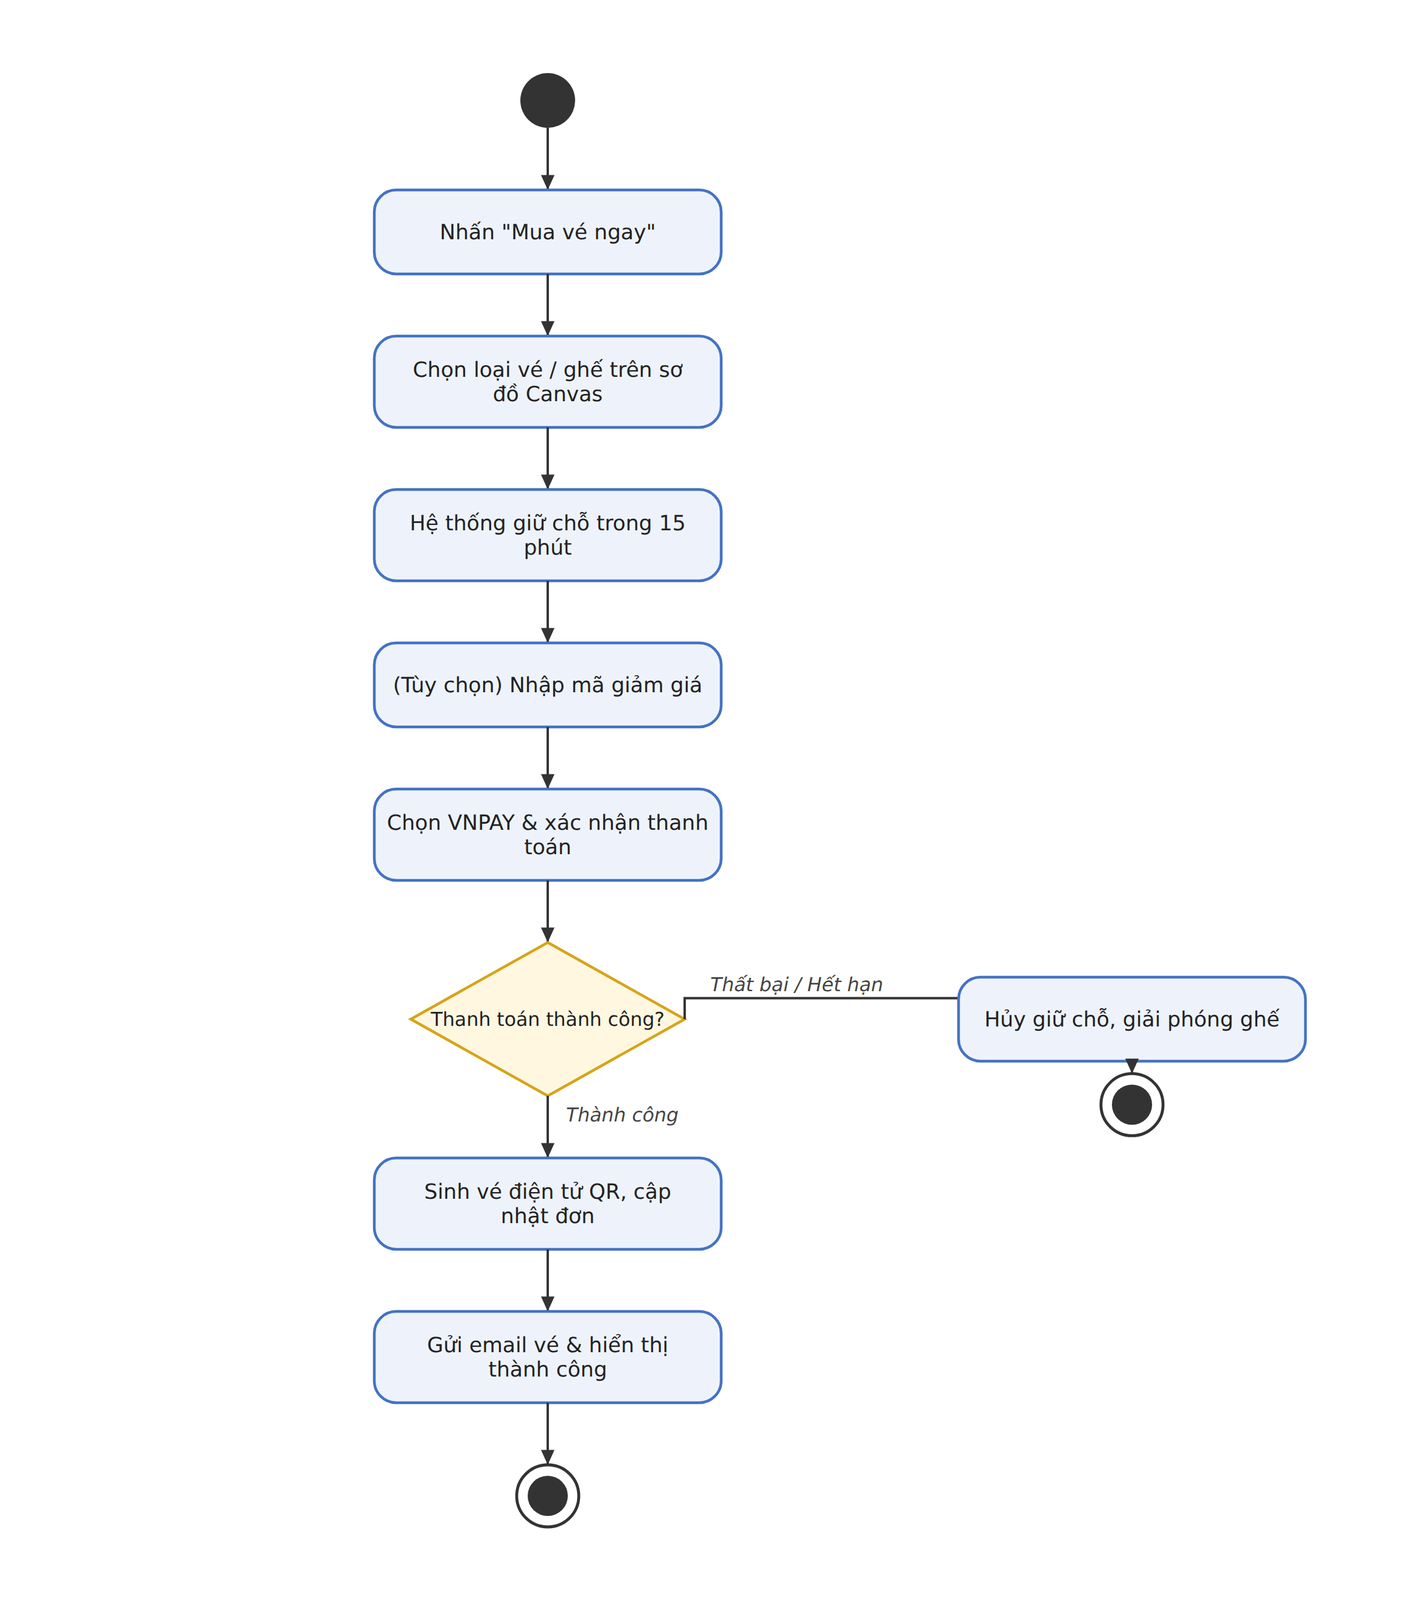 Nhấn "Mua vé ngay"
Chọn loại vé / ghế trên sơ
đồ Canvas
Hệ thống giữ chỗ trong 15
phút
(Tùy chọn) Nhập mã giảm giá
Chọn VNPAY & xác nhận thanh
toán
Thất bại / Hết hạn
Thanh toán thành công?
Hủy giữ chỗ, giải phóng ghế
Thành công
Sinh vé điện tử QR, cập
nhật đơn
Gửi email vé & hiển thị
thành công